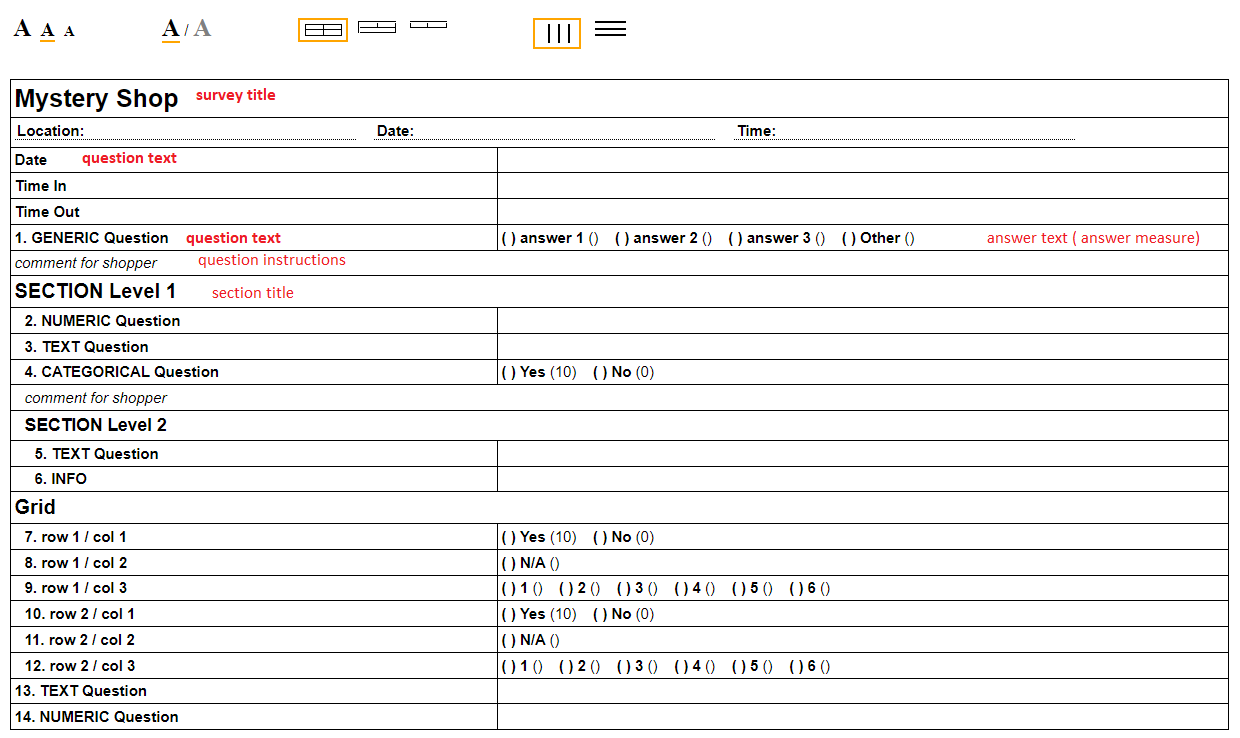 A A A A / A
Mystery Shop survey title
Location: Date: Time:
Date question text
Time In
Time Out
1. GENERIC Question question text ( ) answer 1 () ( ) answer 2 () ( ) answer 3 () ( ) Other () answer text ( answer measure)
comment for shopper question instructions
SECTION Level 1 section title
2. NUMERIC Question
3. TEXT Question
4. CATEGORICAL Question ( ) Yes (10) ( ) No (0)
comment for shopper
SECTION Level 2
5. TEXT Question
6. INFO
Grid
7. row 1 / col 1 ( ) Yes (10) ( ) No (0)
8. row 1 / col 2 ( ) N/A ()
9. row 1 / col 3 ( ) 1 () ( ) 2 () ( ) 3 () ( ) 4 () ( ) 5 () ( ) 6 ()
10. row 2 / col 1 ( ) Yes (10) ( ) No (0)
11. row 2 / col 2 ( ) N/A ()
12. row 2 / col 3 ( ) 1 () ( ) 2 () ( ) 3 () ( ) 4 () ( ) 5 () ( ) 6 ()
13. TEXT Question
14. NUMERIC Question